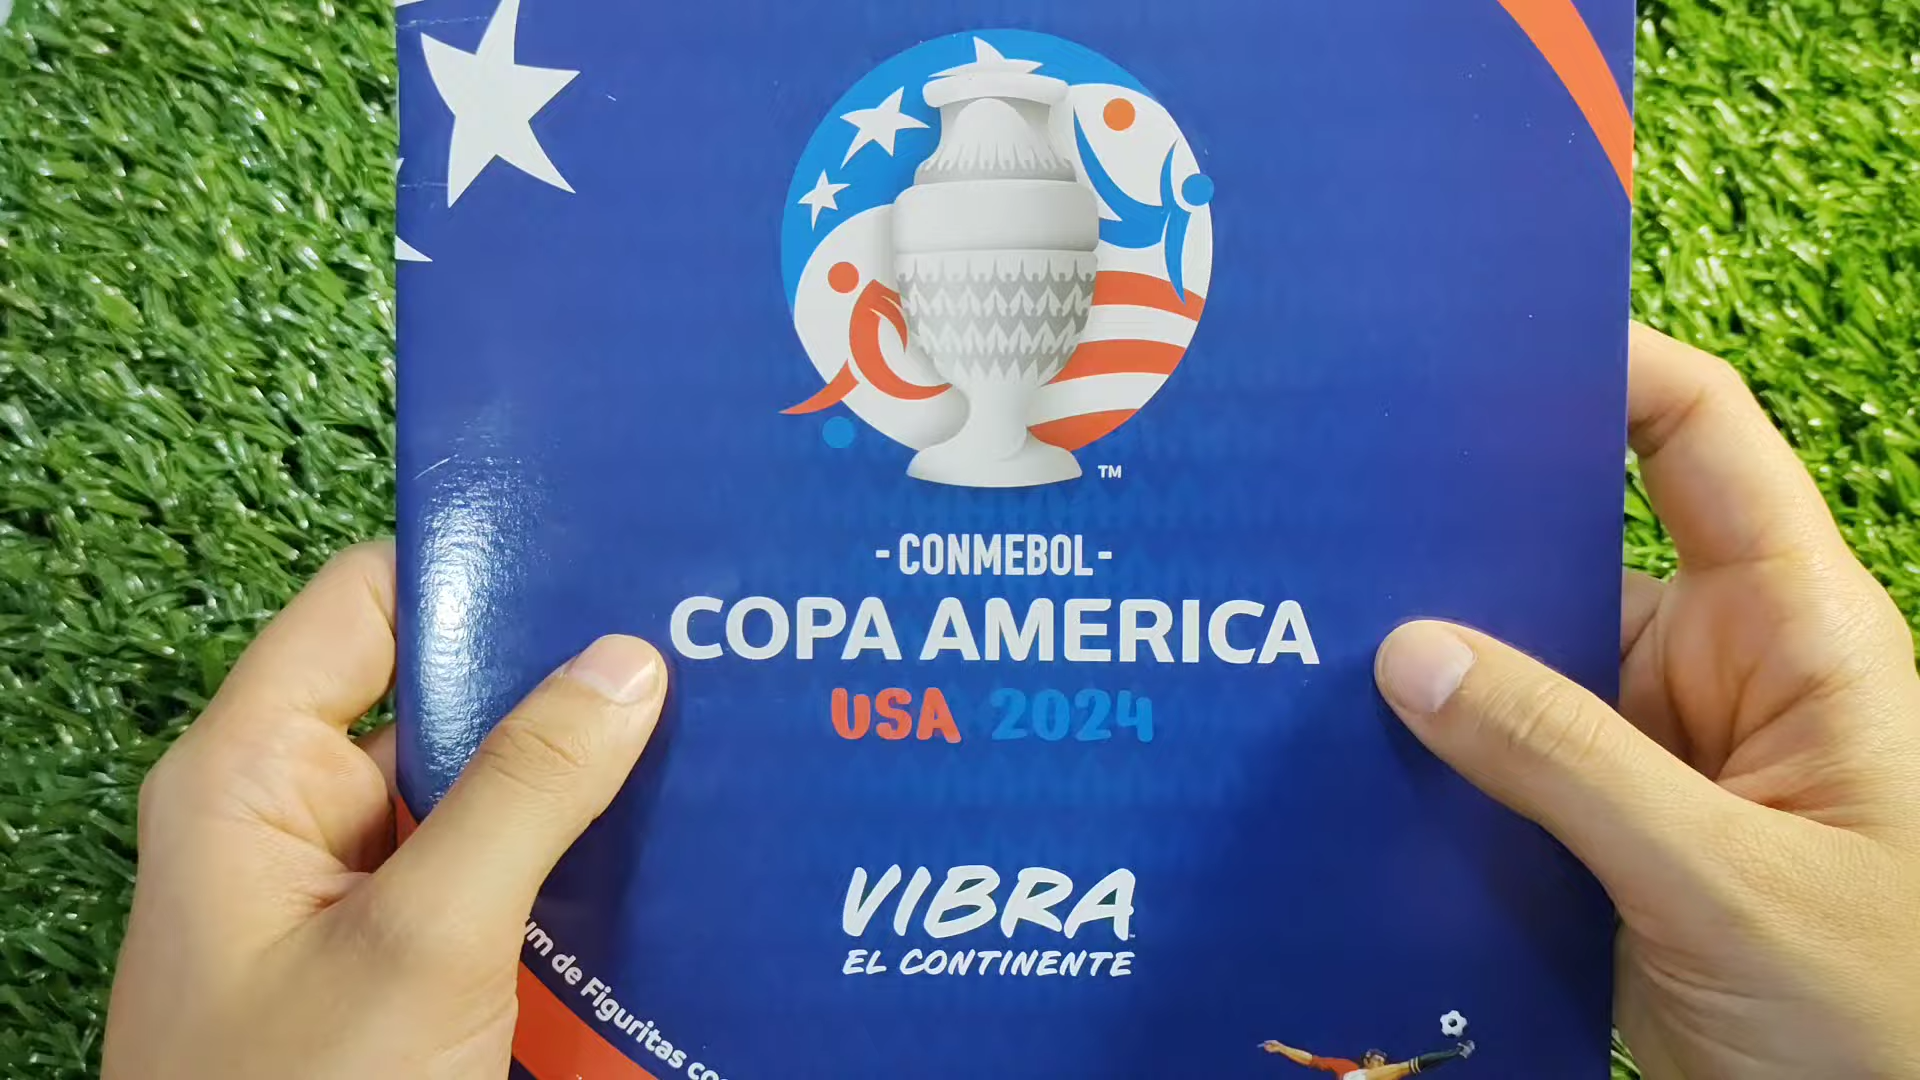 TM
- CONMEBOL -
COPA AMERICA
USA 2024
VIBRA
EL CONTINENTE
de Figuritas